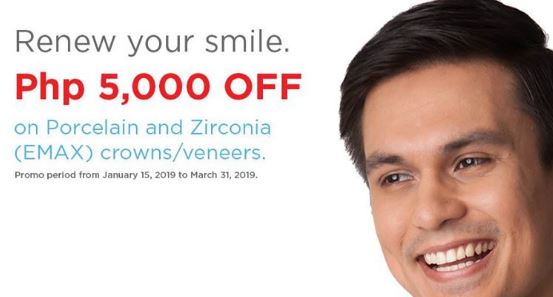 Renew your smile.
Php 5,000 OFF
on Porcelain and Zirconia
(EMAX) crowns/veneers.
Promo period from January 15, 2019 to March 31, 2019.